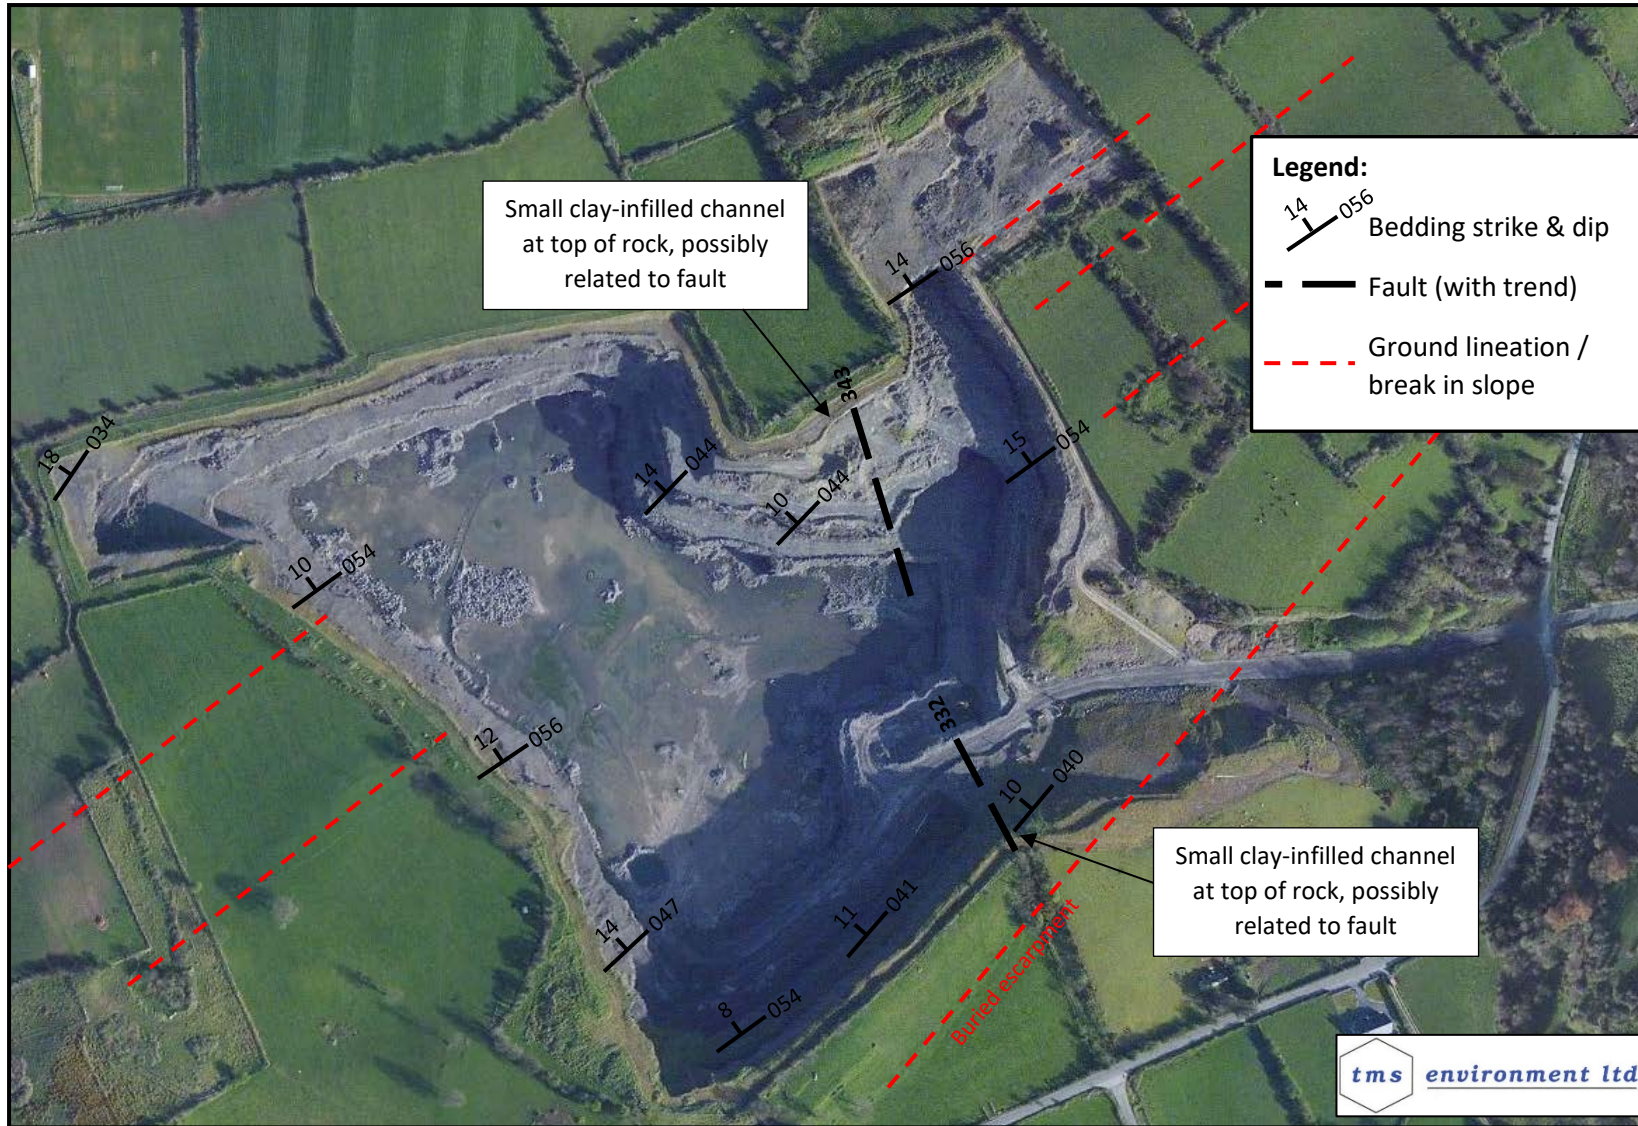 Legend:
14
056
Bedding strike & dip
Fault (with trend)
Ground lineation /
break in slope
Small clay-infilled channel
at top of rock, possibly
related to fault
14
056
343
18
034
14
044
10
044
15
054
10
054
332
12
056
10
040
Small clay-infilled channel
at top of rock, possibly
related to fault
14
047
11
041
Buried escarpment
8
054
tms environment ltd